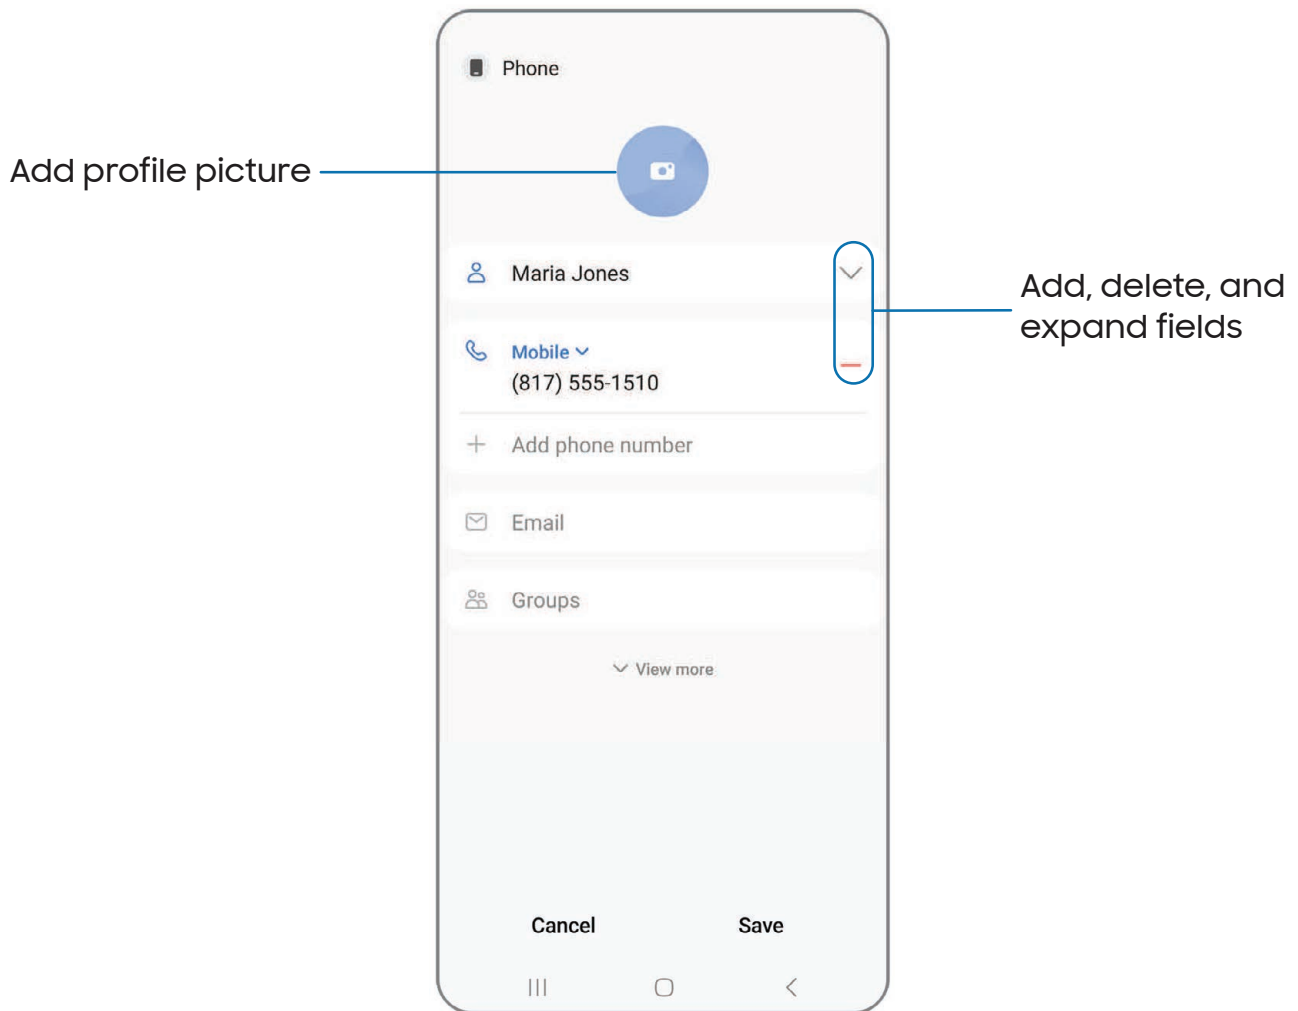 Phone
Add profile picture
Maria Jones
Add, delete, and
expand fields
Mobile
(817) 555-1510
Add phone number
Email
Groups
View more
Cancel
Save